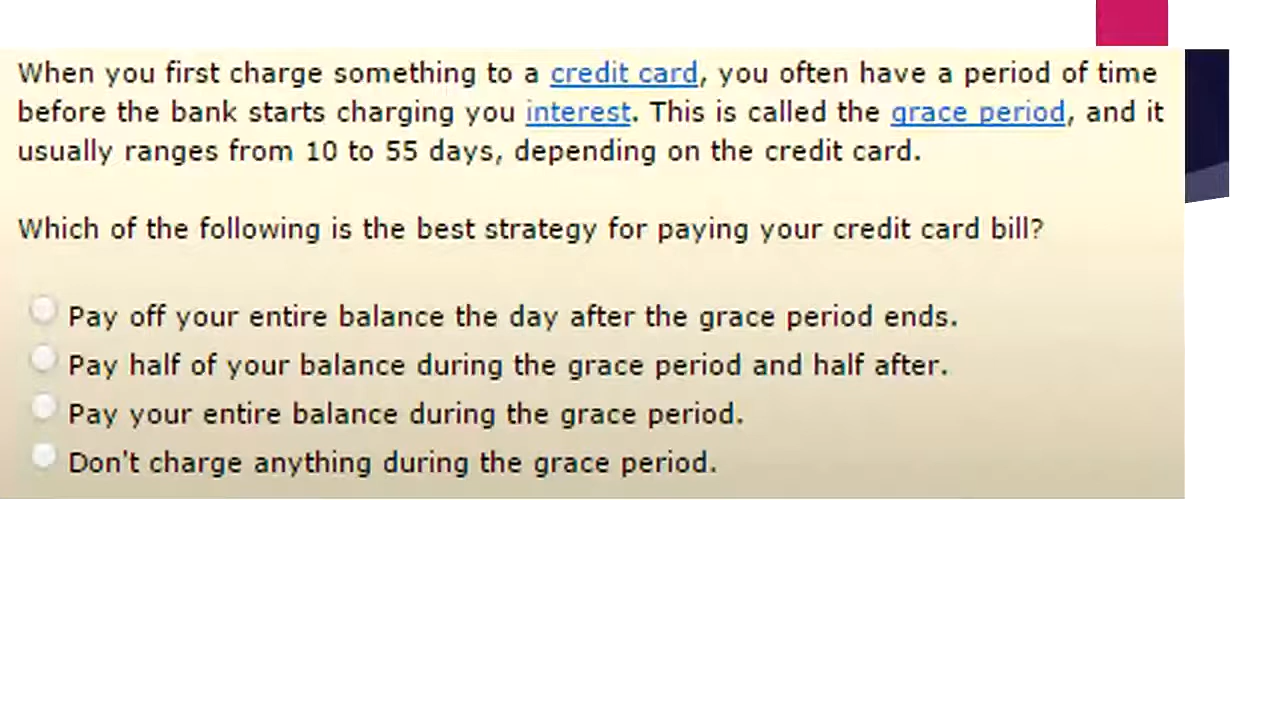 When you first charge something to a credit card, you often have a period of time
before the bank starts charging you interest. This is called the grace period, and it
usually ranges from 10 to 55 days, depending on the credit card.
Which of the following is the best strategy for paying your credit card bill?
Pay off your entire balance the day after the grace period ends.
Pay half of your balance during the grace period and half after.
Pay your entire balance during the grace period.
Don't charge anything during the grace period.